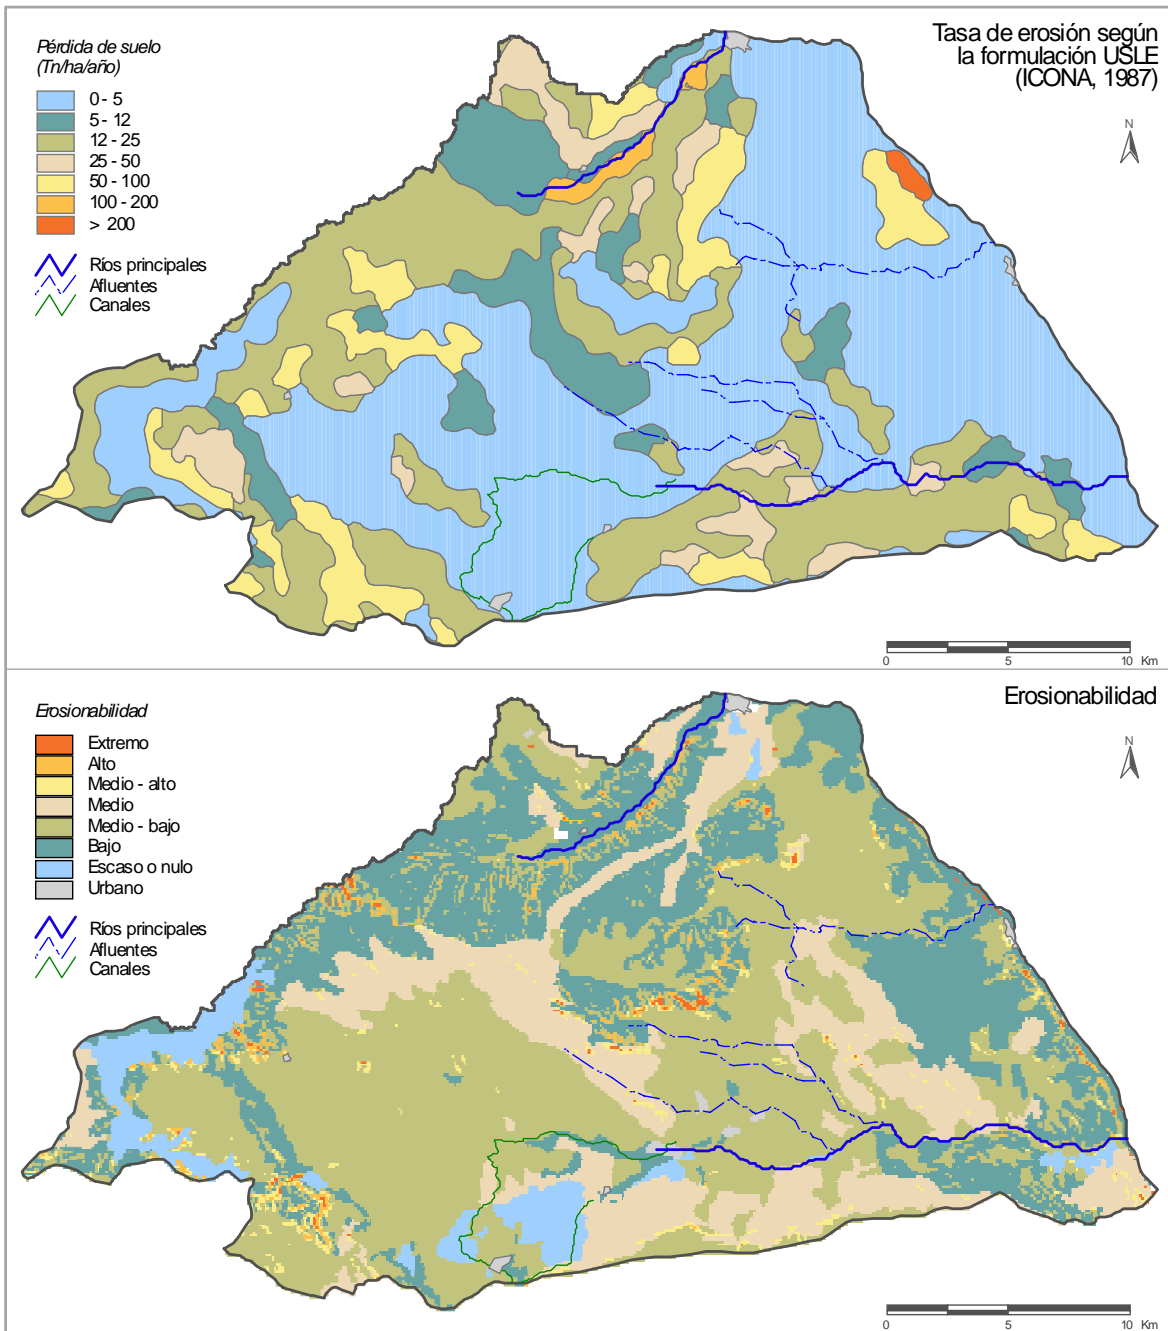 Tasa de erosión según
la formulación USLE
(ICONA, 1987)
Pérdida de suelo
(Tn/ha/año)
0 - 5
5 - 12
12 - 25
25 - 50
50 - 100
100 - 200
> 200
Ríos principales
Afluentes
Canales
N
0 5 10 Km
Erosionabilidad
Erosionabilidad
Extremo
Alto
Medio - alto
Medio
Medio - bajo
Bajo
Escaso o nulo
Urbano
Ríos principales
Afluentes
Canales
N
0 5 10 Km